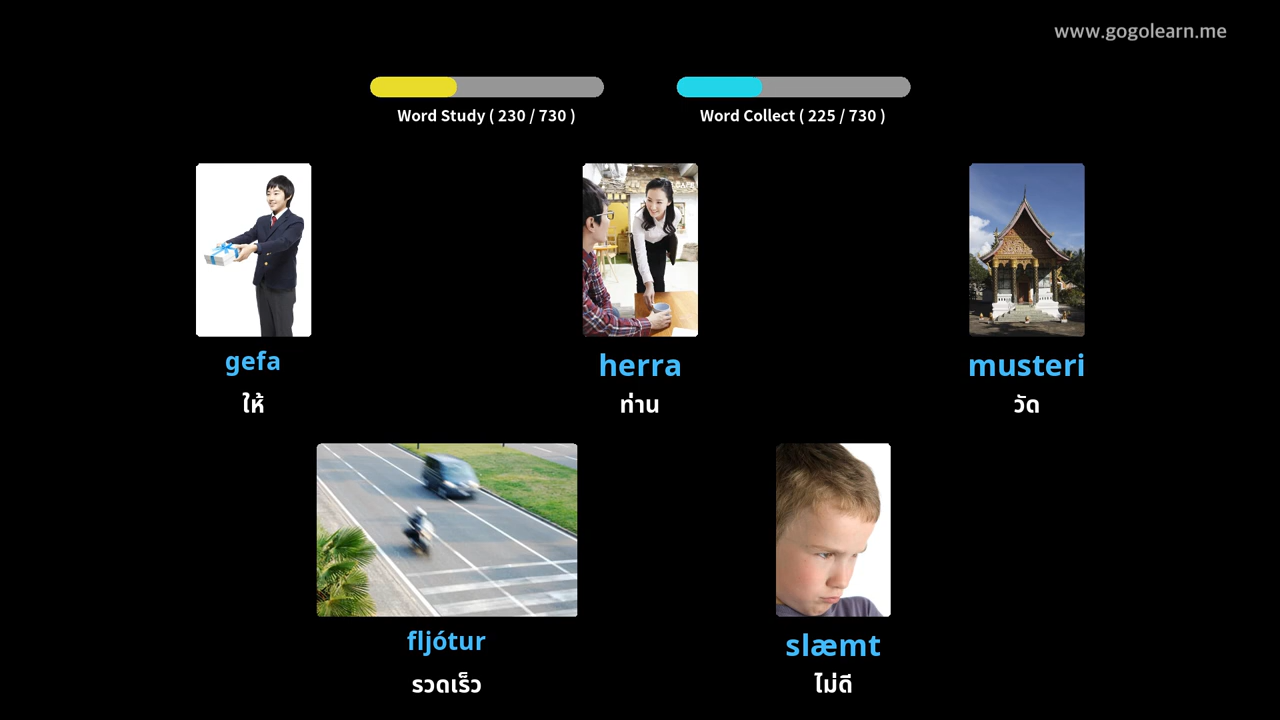 www.gogolearn.me
Word Study ( 230 / 730 )
Word Collect ( 225 / 730 )
gefa
ให้
herra
ท่าน
musteri
วัด
fljótur
รวดเร็ว
slæmt
ไม่ดี